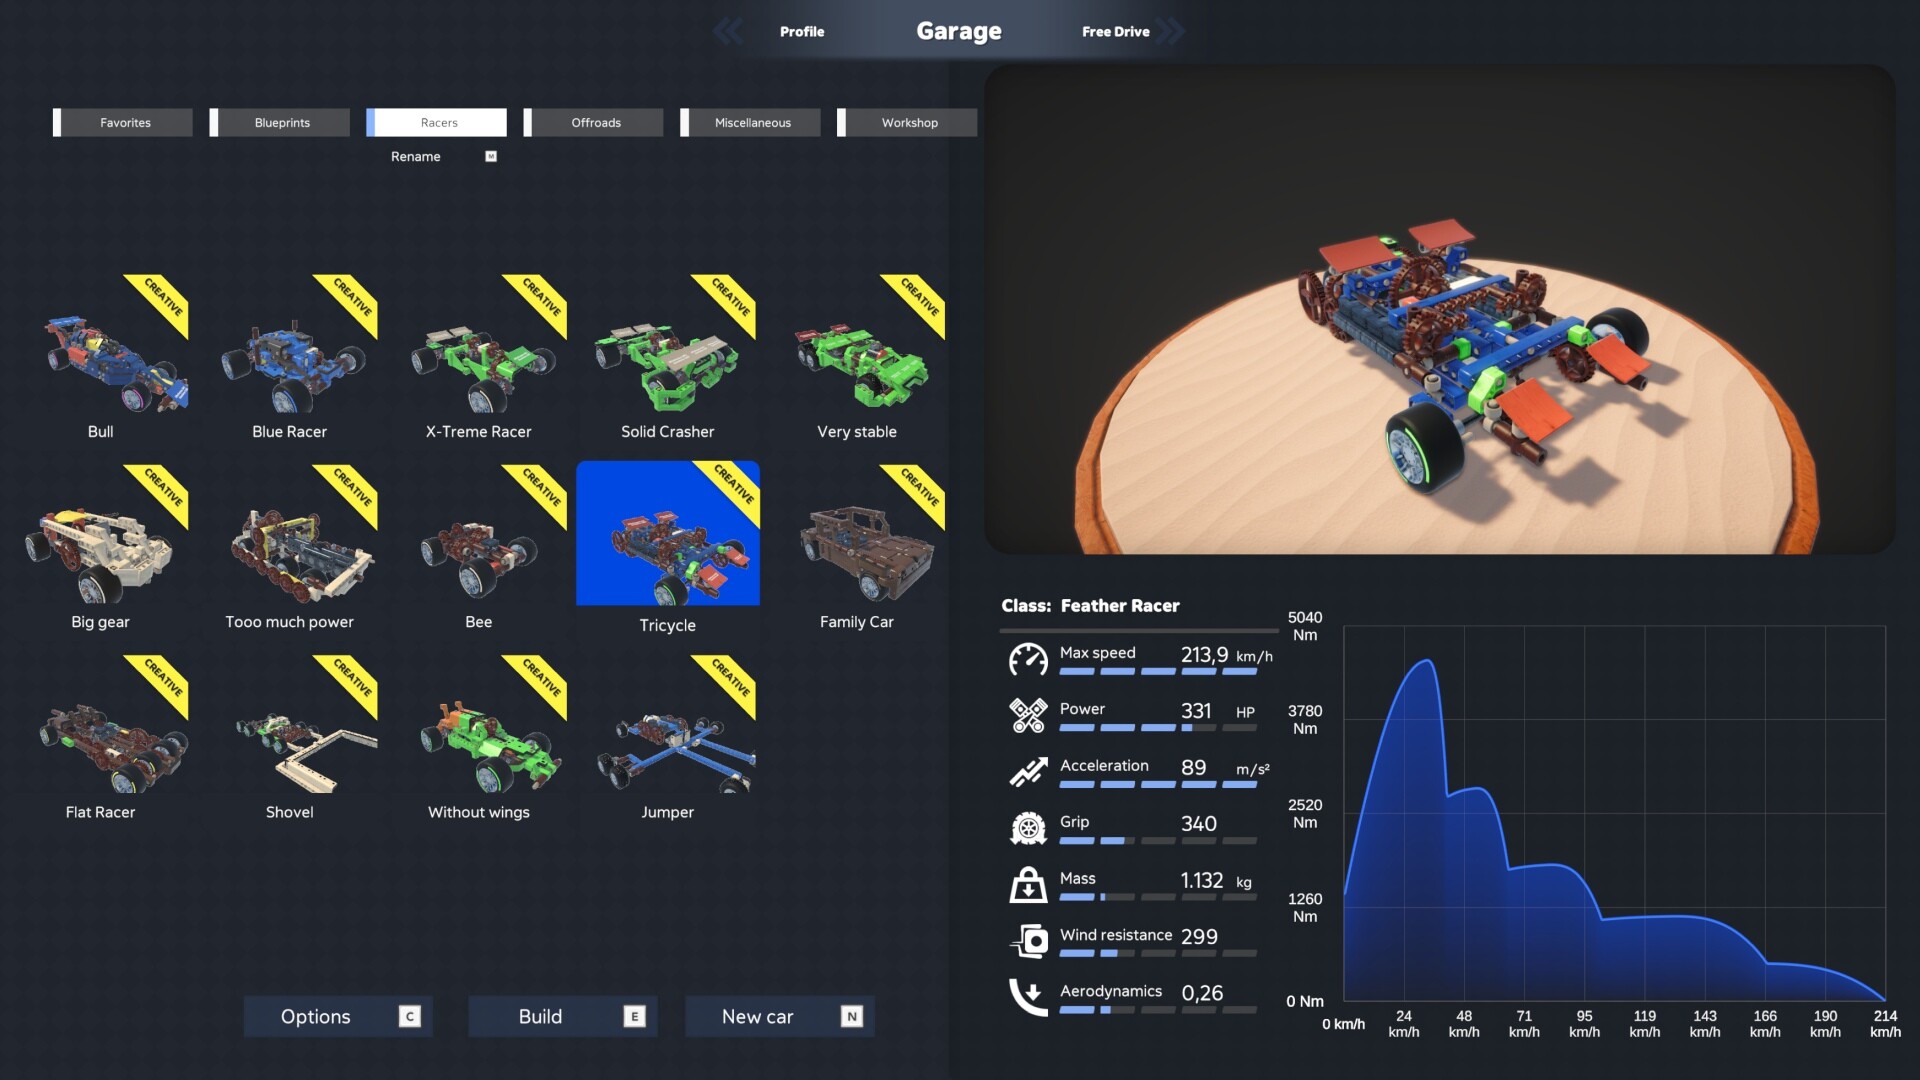 Profile
Garage
Free Drive
Favorites
Blueprints
Racers
Offroads
Miscellaneous
Workshop
Rename M
CREATIVE
CREATIVE
CREATIVE
CREATIVE
CREATIVE
Bull
Blue Racer
X-Treme Racer
Solid Crasher
Very stable
CREATIVE
CREATIVE
CREATIVE
CREATIVE
CREATIVE
Big gear
Tooo much power
Bee
Tricycle
Family Car
CREATIVE
CREATIVE
CREATIVE
CREATIVE
Flat Racer
Shovel
Without wings
Jumper
Options C
Build E
New car N
Class: Feather Racer
Max speed 213,9 km/h
Power 331 HP
Acceleration 89 m/s²
Grip 340
Mass 1.132 kg
Wind resistance 299
Aerodynamics 0,26
5040
Nm
3780
Nm
2520
Nm
1260
Nm
0 Nm
0 km/h
24
km/h
48
km/h
71
km/h
95
km/h
119
km/h
143
km/h
166
km/h
190
km/h
214
km/h